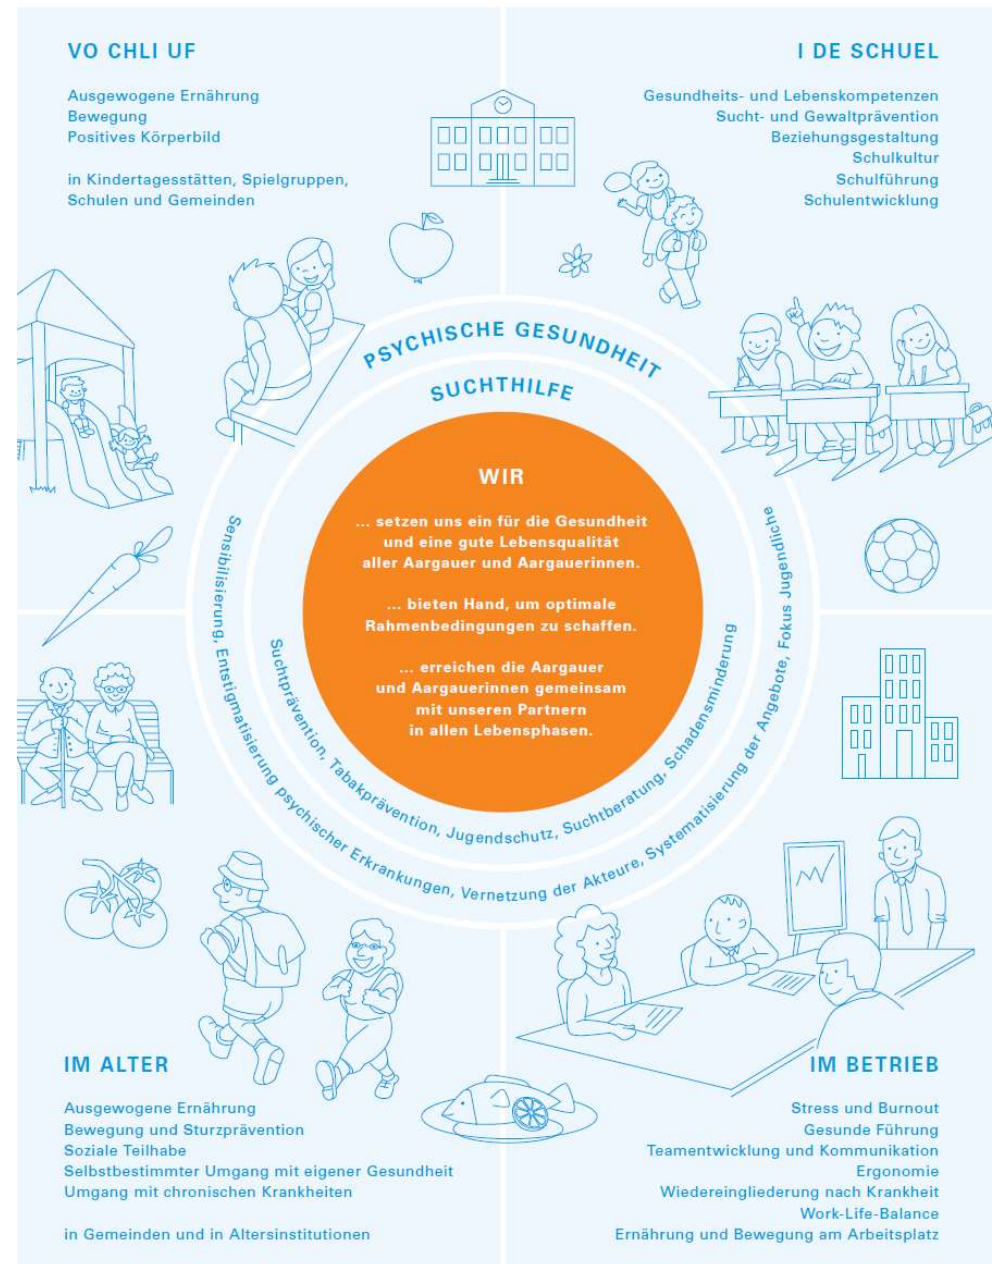 VO CHLI UF
Ausgewogene Ernährung
Bewegung
Positives Körperbild
in Kindertagesstätten, Spielgruppen,
Schulen und Gemeinden
I DE SCHUEL
Gesundheits- und Lebenskompetenzen
Sucht- und Gewaltprävention
Beziehungsgestaltung
Schulkultur
Schulführung
Schulentwicklung
PSYCHISCHE GESUNDHEIT
SUCHTHILFE
WIR
... setzen uns ein für die Gesundheit
und eine gute Lebensqualität
aller Aargauer und Aargauerinnen.
... bieten Hand, um optimale
Rahmenbedingungen zu schaffen.
... erreichen die Aargauer
und Aargauerinnen gemeinsam
mit unseren Partnern
in allen Lebensphasen.
Suchtprävention, Tabakprävention, Jugendschutz, Suchtberatung, Schadensminderung
Sensibilisierung, Entstigmatisierung psychischer Erkrankungen, Vernetzung der Akteure, Systematisierung der Angebote, Fokus Jugendliche
IM ALTER
Ausgewogene Ernährung
Bewegung und Sturzprävention
Soziale Teilhabe
Selbstbestimmter Umgang mit eigener Gesundheit
Umgang mit chronischen Krankheiten
in Gemeinden und in Altersinstitutionen
IM BETRIEB
Stress und Burnout
Gesunde Führung
Teamentwicklung und Kommunikation
Ergonomie
Wiedereingliederung nach Krankheit
Work-Life-Balance
Ernährung und Bewegung am Arbeitsplatz